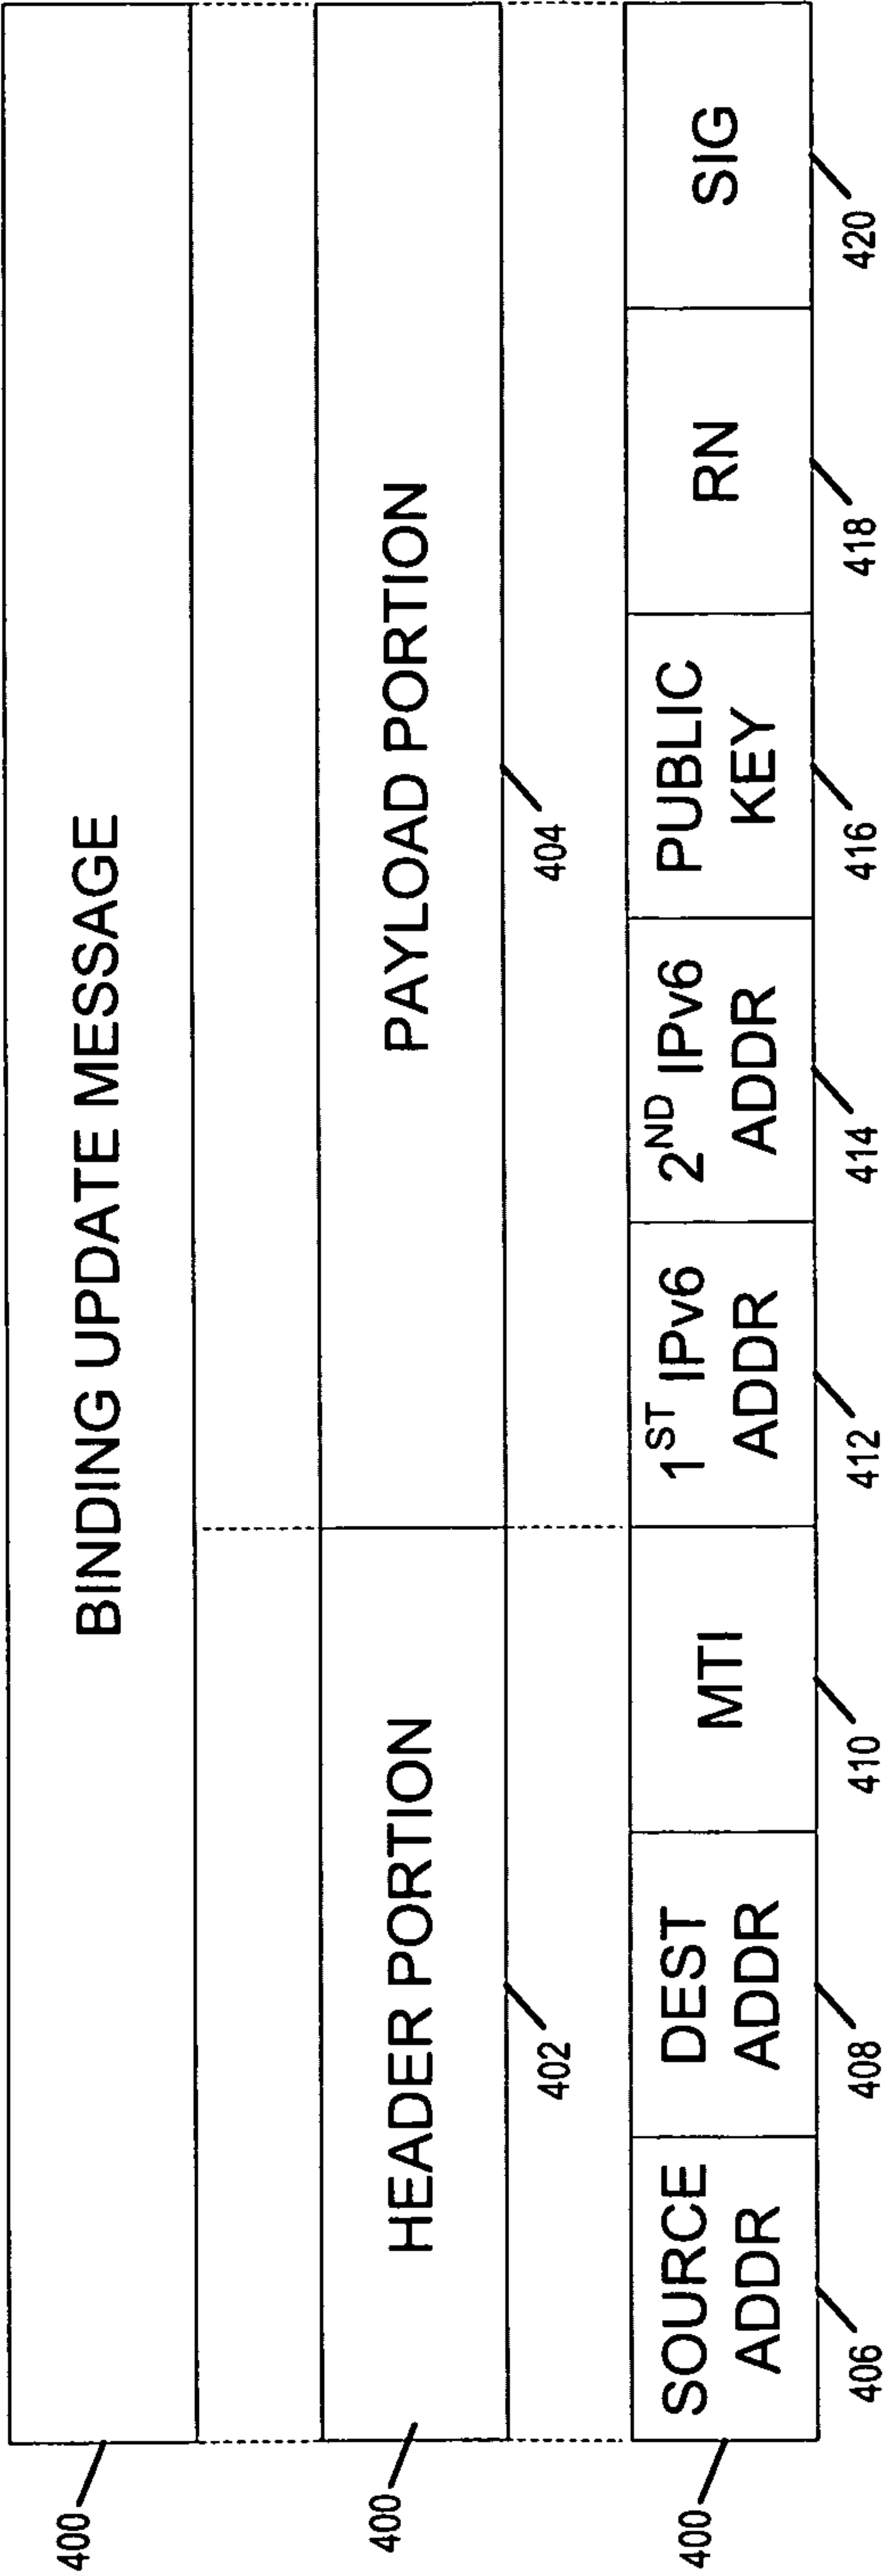 400
BINDING UPDATE MESSAGE
400
HEADER PORTION
PAYLOAD PORTION
402
404
400
SOURCE
ADDR
DEST
ADDR
MTI
1ST IPv6
ADDR
2ND IPv6
ADDR
PUBLIC
KEY
RN
SIG
406
408
410
412
414
416
418
420